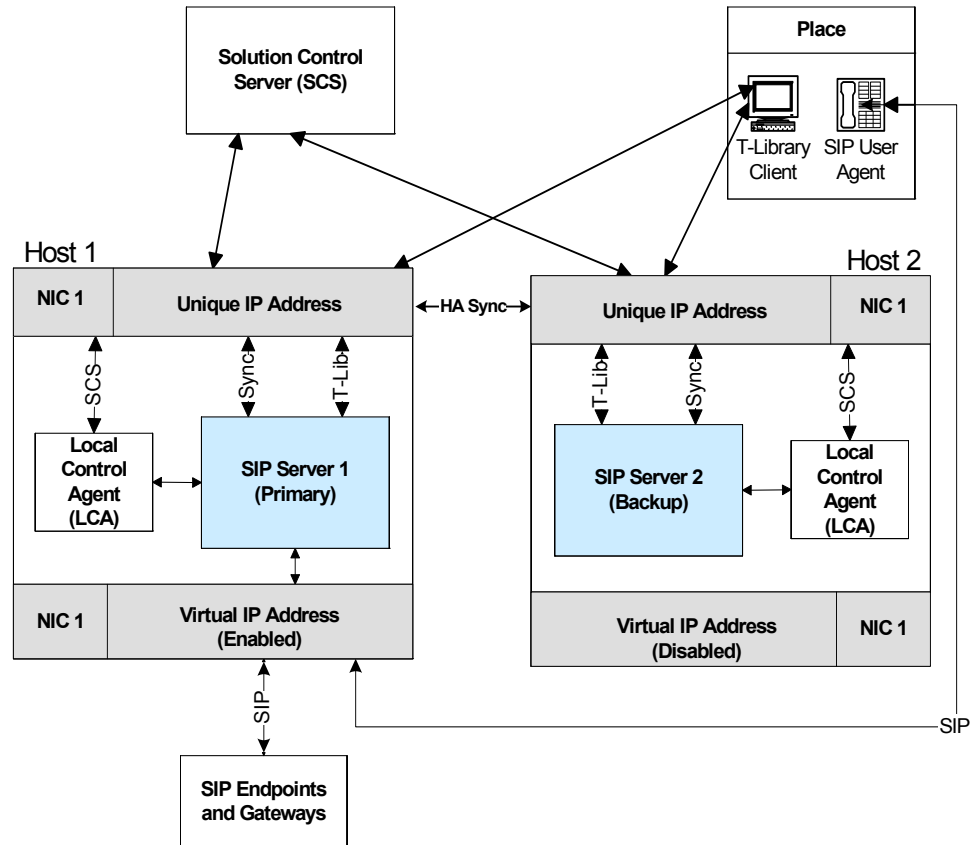 Solution Control
Server (SCS)
Place
T-Library
Client
SIP User
Agent
Host 1
NIC 1
Unique IP Address
HA Sync
Host 2
Unique IP Address
NIC 1
SCS
Sync
T-Lib
T-Lib
Sync
SCS
Local
Control
Agent
(LCA)
SIP Server 1
(Primary)
SIP Server 2
(Backup)
Local
Control
Agent
(LCA)
NIC 1
Virtual IP Address
(Enabled)
Virtual IP Address
(Disabled)
NIC 1
SIP
SIP
SIP Endpoints
and Gateways